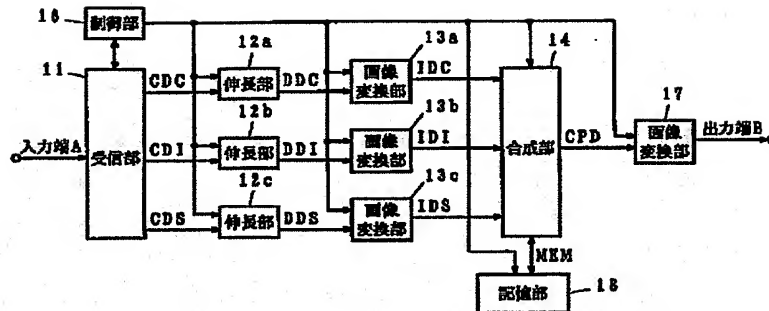 16
制御部
11
入力端A
受信部
CDC
CDI
CDS
12a
伸長部
12b
伸長部
12c
伸長部
DDC
DDI
DDS
13a
画像
変換部
13b
画像
変換部
13c
画像
変換部
IDC
IDI
IDS
14
合成部
CPD
17
画像
変換部
出力端B
MEM
記憶部
18